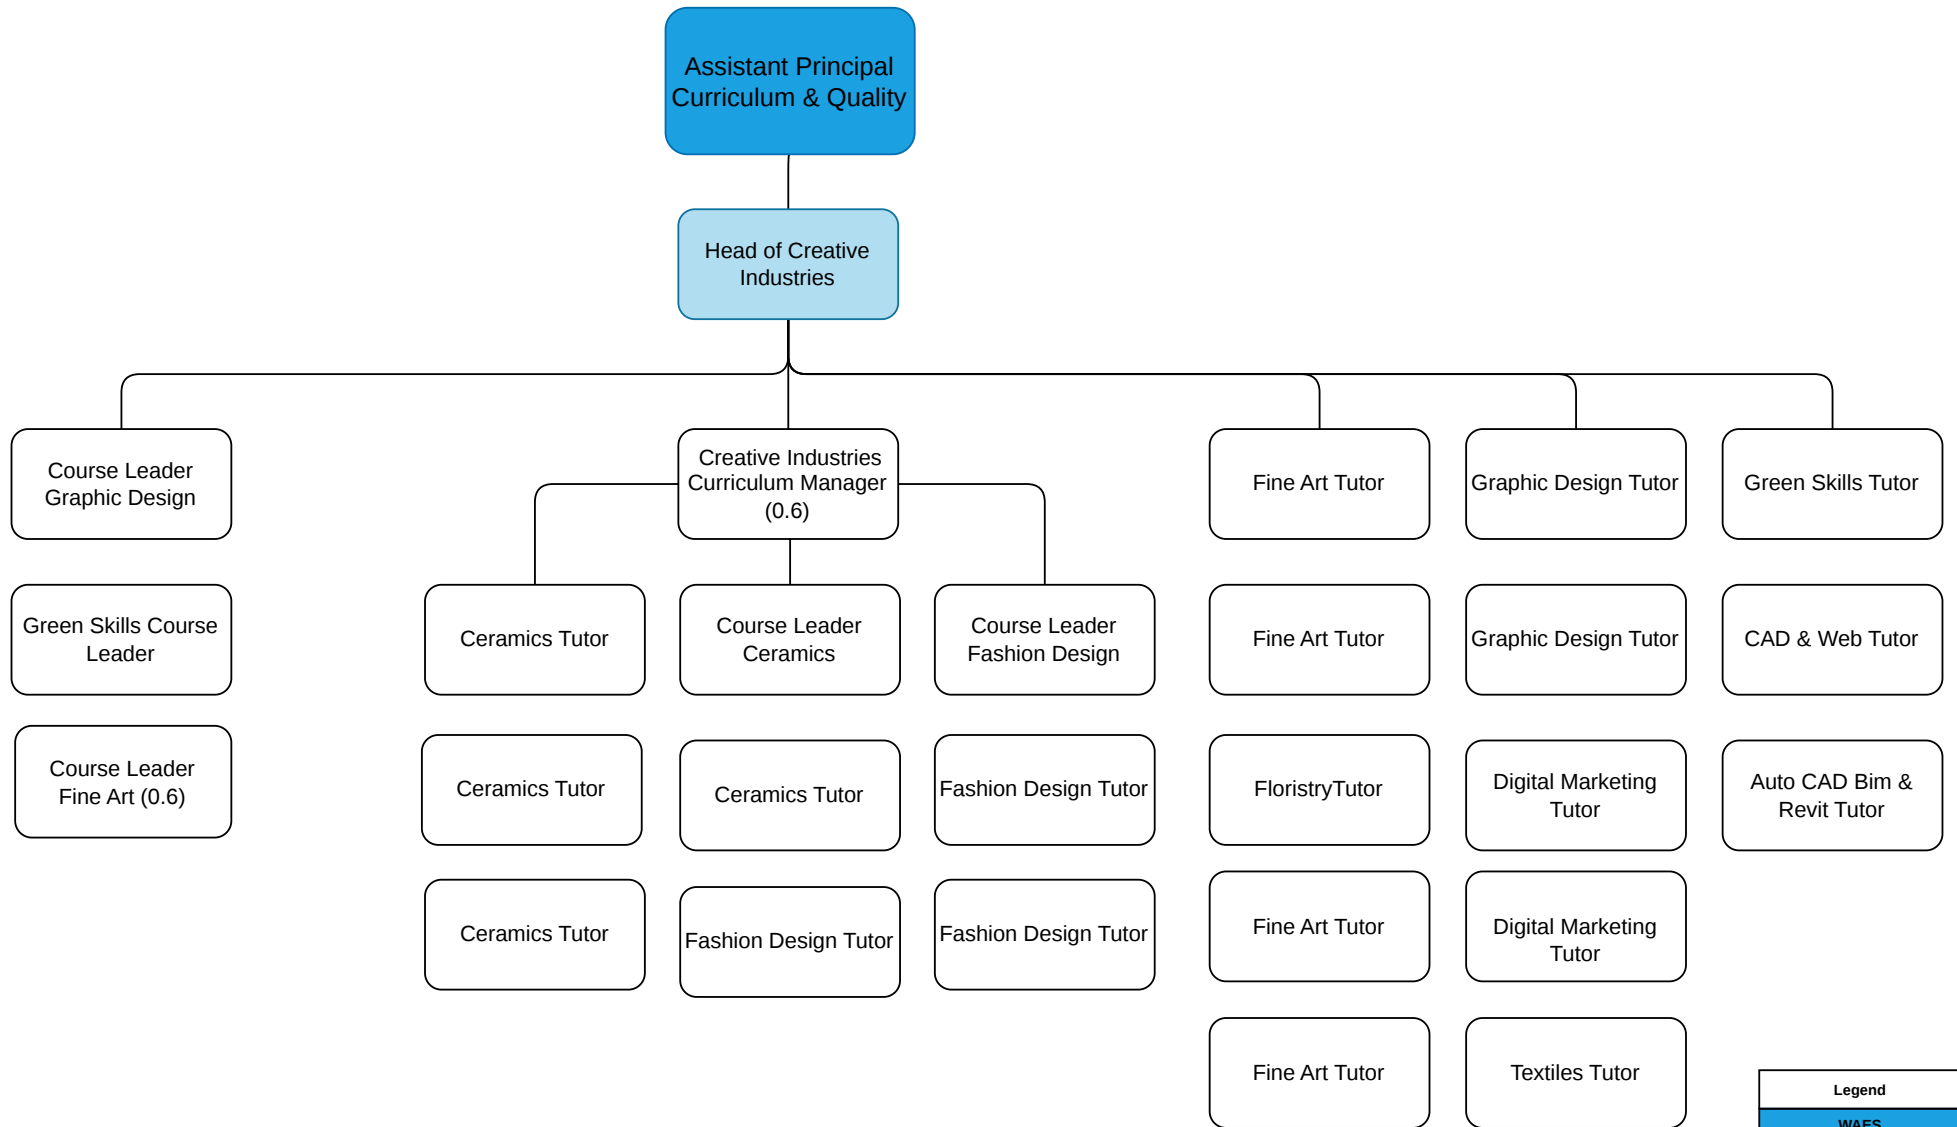 Assistant Principal
Curriculum & Quality
Head of Creative
Industries
Course Leader
Graphic Design
Creative Industries
Curriculum Manager
(0.6)
Fine Art Tutor
Graphic Design Tutor
Green Skills Tutor
Green Skills Course
Leader
Ceramics Tutor
Course Leader
Ceramics
Course Leader
Fashion Design
Fine Art Tutor
Graphic Design Tutor
CAD & Web Tutor
Course Leader
Fine Art (0.6)
Ceramics Tutor
Ceramics Tutor
Fashion Design Tutor
FloristryTutor
Digital Marketing
Tutor
Auto CAD Bim &
Revit Tutor
Ceramics Tutor
Fashion Design Tutor
Fashion Design Tutor
Fine Art Tutor
Digital Marketing
Tutor
Fine Art Tutor
Textiles Tutor
Legend
WAES